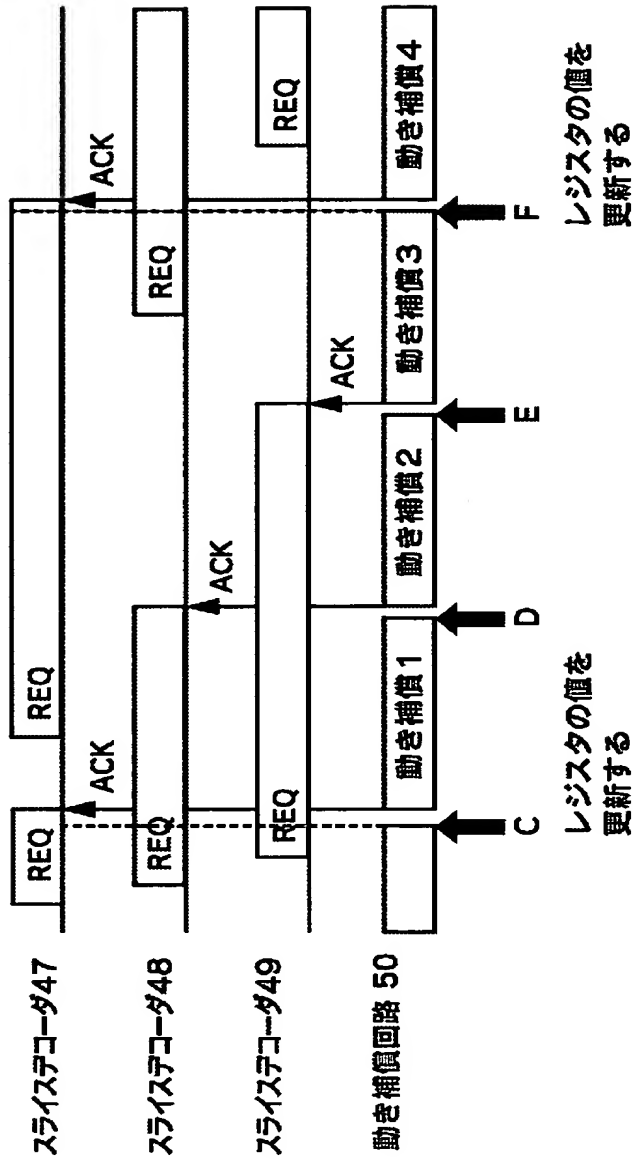 スライスデコーダ47
REQ
ACK
REQ
ACK
スライスデコーダ48
REQ
ACK
REQ
スライスデコーダ49
REQ
ACK
REQ
動き補償回路 50
動き補償1
動き補償2
動き補償3
動き補償4
C
D
E
F
レジスタの値を
更新する
レジスタの値を
更新する